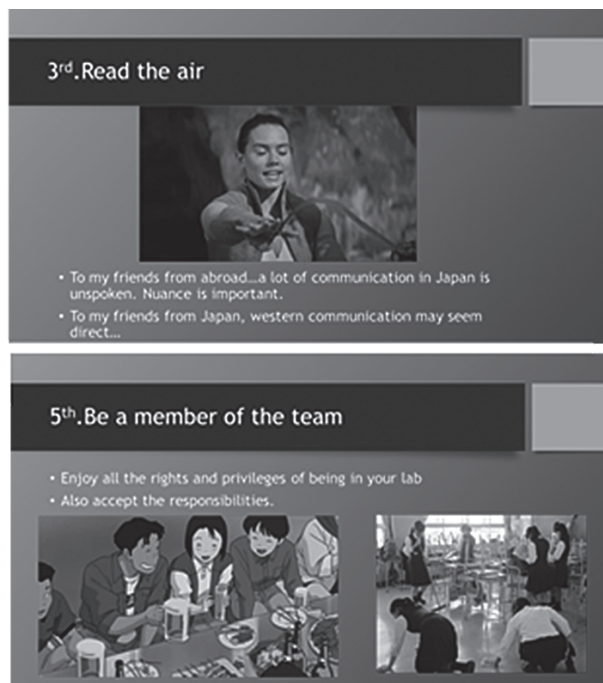 3rd.Read the air
• To my friends from abroad…a lot of communication in Japan is
unspoken. Nuance is important.
• To my friends from Japan, western communication may seem
direct…
5th.Be a member of the team
• Enjoy all the rights and privileges of being in your lab
• Also accept the responsibilities.